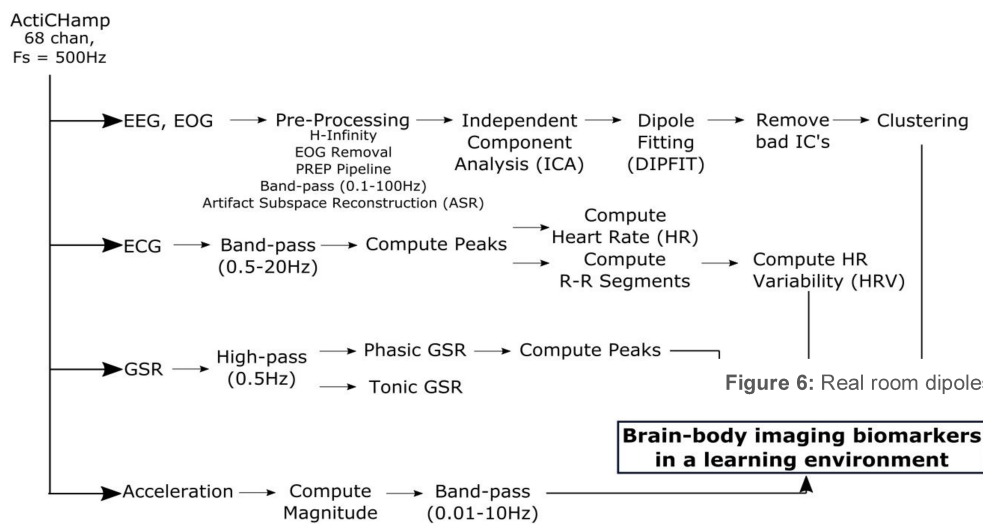 ActiCHamp
68 chan,
Fs = 500Hz
EEG, EOG
Pre-Processing
H-Infinity
EOG Removal
PREP Pipeline
Band-pass (0.1-100Hz)
Artifact Subspace Reconstruction (ASR)
Independent
Component
Analysis (ICA)
Dipole
Fitting
(DIPFIT)
Remove
bad IC's
Clustering
ECG
Band-pass
(0.5-20Hz)
Compute Peaks
Compute
Heart Rate (HR)
Compute
R-R Segments
Compute HR
Variability (HRV)
GSR
High-pass
(0.5Hz)
Phasic GSR
Compute Peaks
Tonic GSR
Figure 6: Real room dipoles
Brain-body imaging biomarkers
in a learning environment
Acceleration
Compute
Magnitude
Band-pass
(0.01-10Hz)